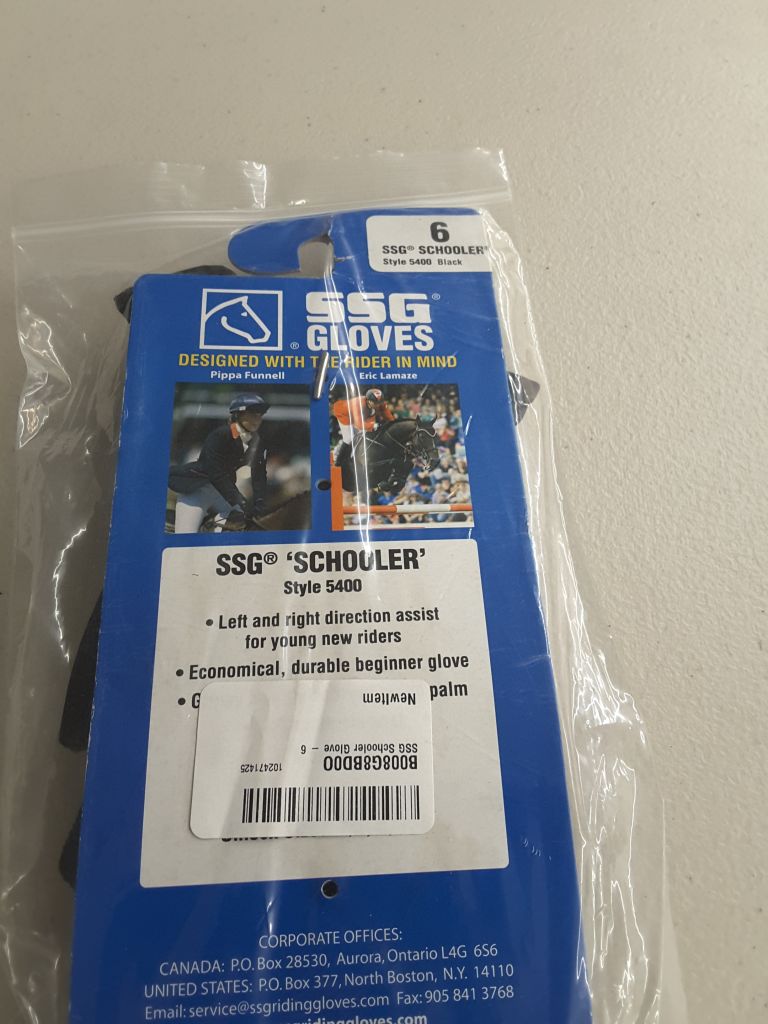 6
SSG® SCHOOLER®
Style 5400 Black
SSG®
® GLOVES
DESIGNED WITH THE RIDER IN MIND
Pippa Funnell
Eric Lamaze
SSG® ‘SCHOOLER’
Style 5400
• Left and right direction assist
for young new riders
• Economical, durable beginner glove
• G palm
B008G8BD0O
SSG Schooler Glove – 6
102471425
NewItem
CORPORATE OFFICES:
CANADA: P.O. Box 28530, Aurora, Ontario L4G 6S6
UNITED STATES: P.O. Box 377, North Boston, N.Y. 14110
Email: service@ssgridinggloves.com Fax: 905 841 3768